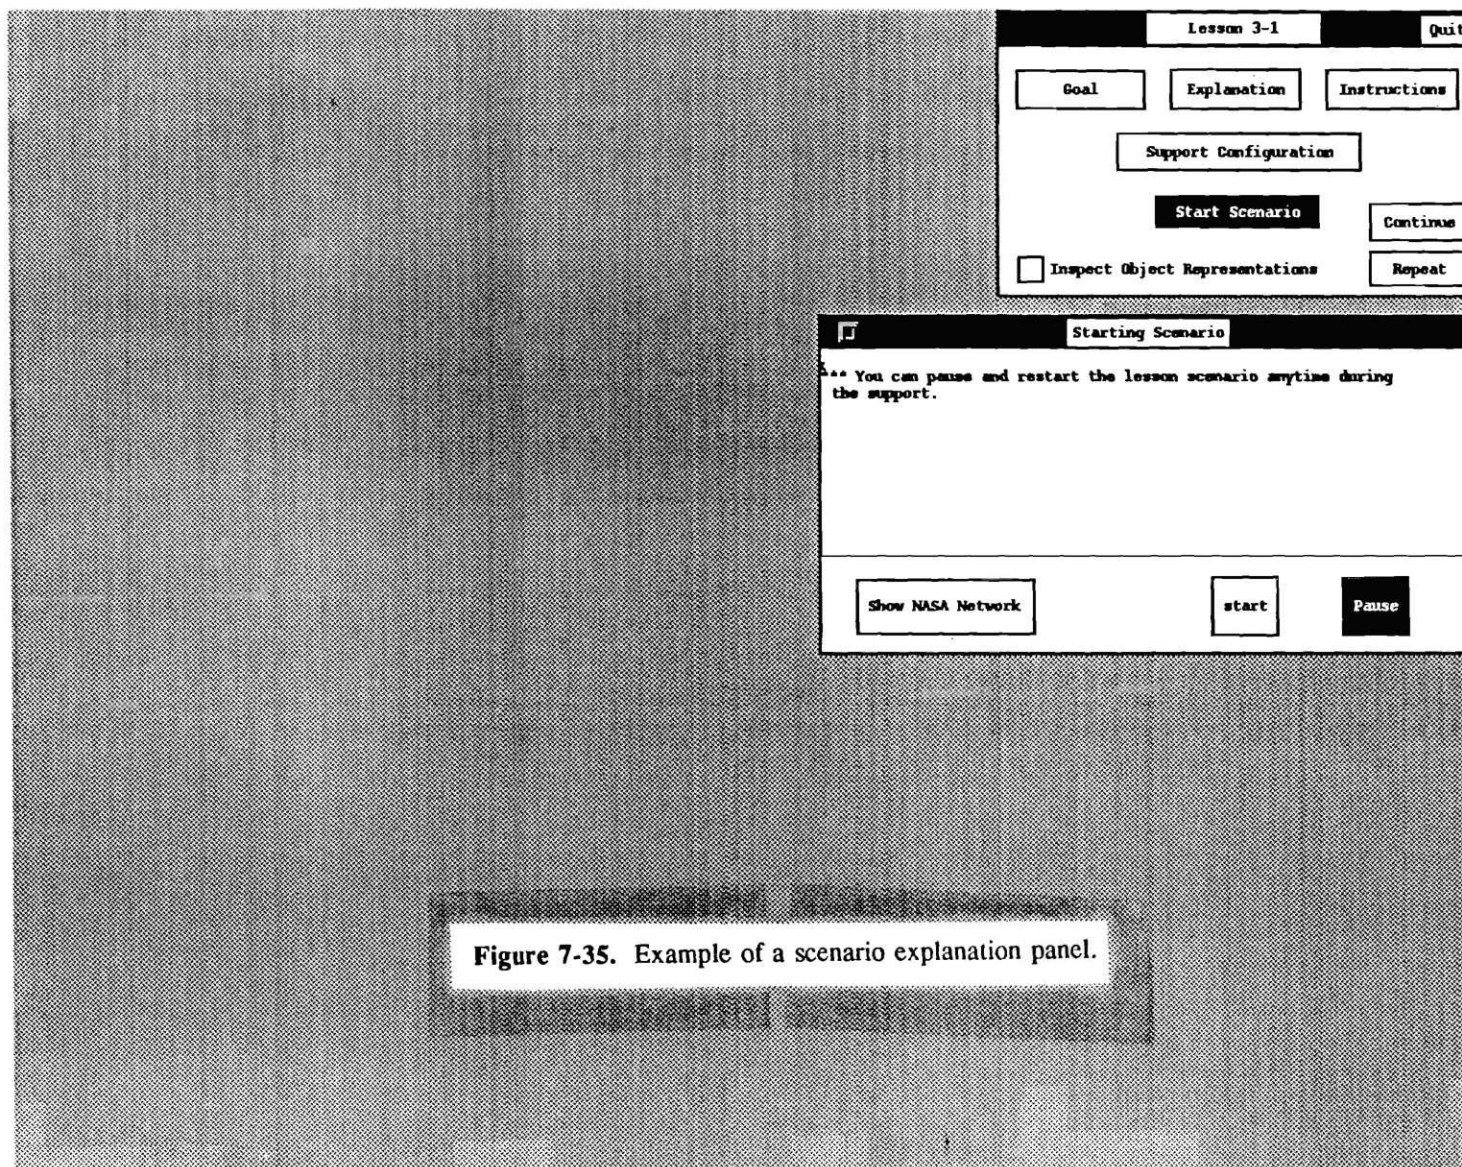 Lesson 3-1
Quit
Goal
Explanation
Instructions
Support Configuration
Start Scenario
Continue
Inspect Object Representations
Repeat
Starting Scenario
*** You can pause and restart the lesson scenario anytime during
the support.
Show NASA Network
start
Pause
Figure 7-35. Example of a scenario explanation panel.